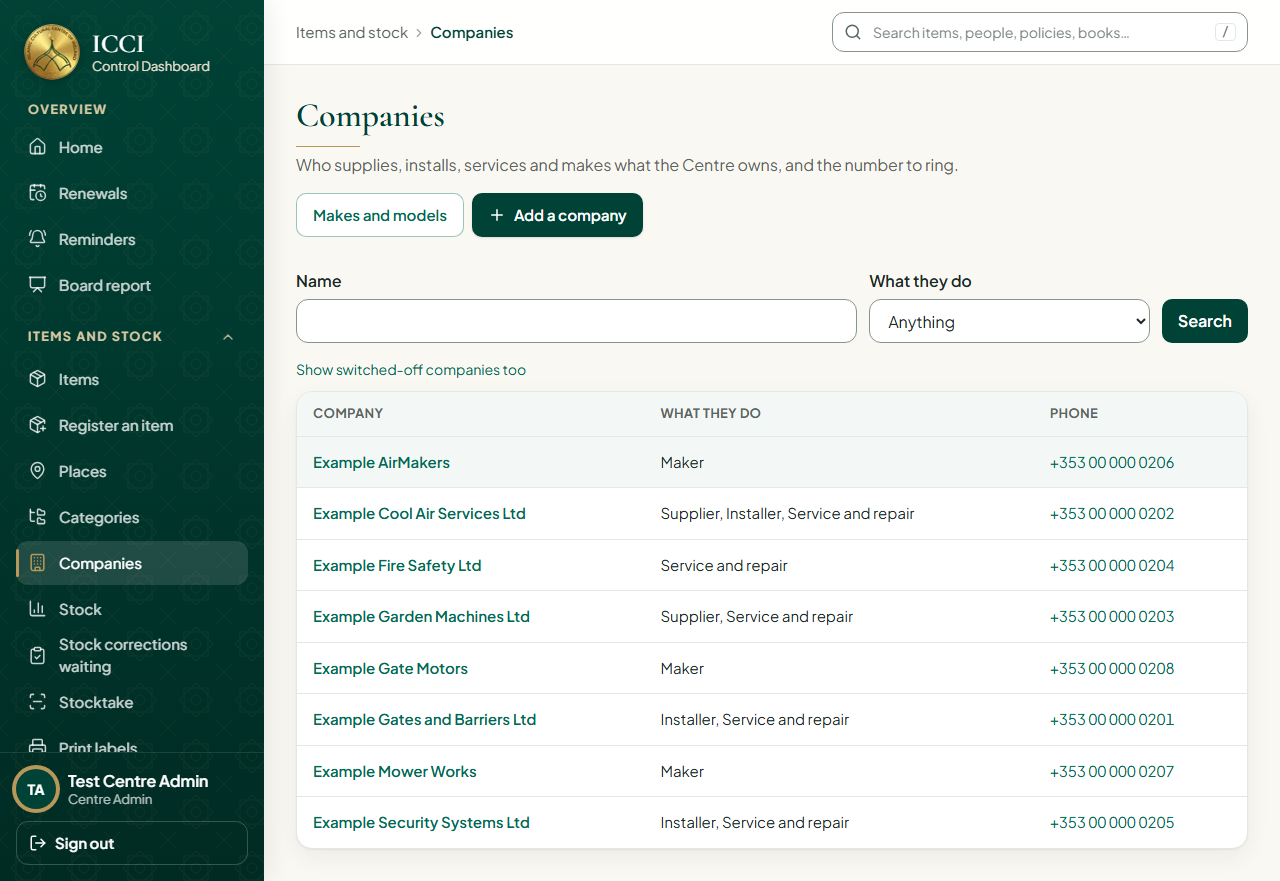 ICCI
Control Dashboard
OVERVIEW
Home
Renewals
Reminders
Board report
ITEMS AND STOCK
Items
Register an item
Places
Categories
Companies
Stock
Stock corrections
waiting
Stocktake
Print labels
TA
Test Centre Admin
Centre Admin
Sign out
Items and stock › Companies
Search items, people, policies, books… /
Companies
Who supplies, installs, services and makes what the Centre owns, and the number to ring.
Makes and models
+ Add a company
Name
What they do
Anything
Search
Show switched-off companies too
COMPANY WHAT THEY DO PHONE
Example AirMakers Maker +353 00 000 0206
Example Cool Air Services Ltd Supplier, Installer, Service and repair +353 00 000 0202
Example Fire Safety Ltd Service and repair +353 00 000 0204
Example Garden Machines Ltd Supplier, Service and repair +353 00 000 0203
Example Gate Motors Maker +353 00 000 0208
Example Gates and Barriers Ltd Installer, Service and repair +353 00 000 0201
Example Mower Works Maker +353 00 000 0207
Example Security Systems Ltd Installer, Service and repair +353 00 000 0205